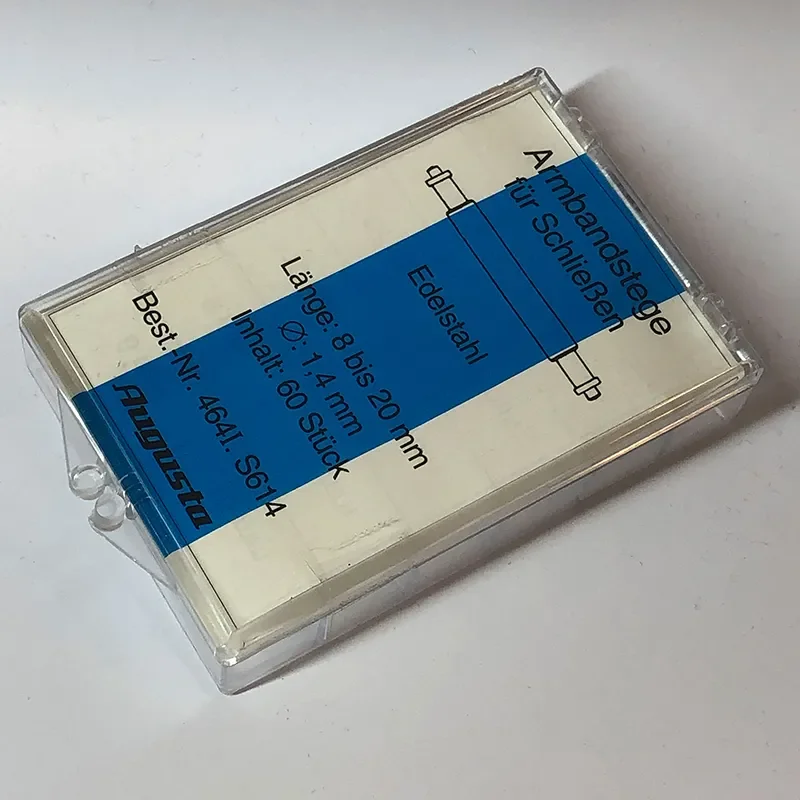 Armbandstege
für Schließen
Edelstahl
Länge: 8 bis 20 mm
Ø: 1,4 mm
Inhalt: 60 Stück
Best.-Nr. 464I. S614
Augusta